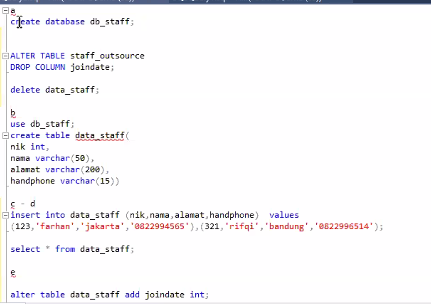 a
create database db_staff;
ALTER TABLE staff_outsource
DROP COLUMN joindate;
delete data_staff;
b
use db_staff;
create table data_staff(
nik int,
nama varchar(50),
alamat varchar(200),
handphone varchar(15))
c - d
insert into data_staff (nik,nama,alamat,handphone)  values
(123,'farhan','jakarta','0822994565'),(321,'rifqi','bandung','0822996514');
select * from data_staff;
e
alter table data_staff add joindate int;